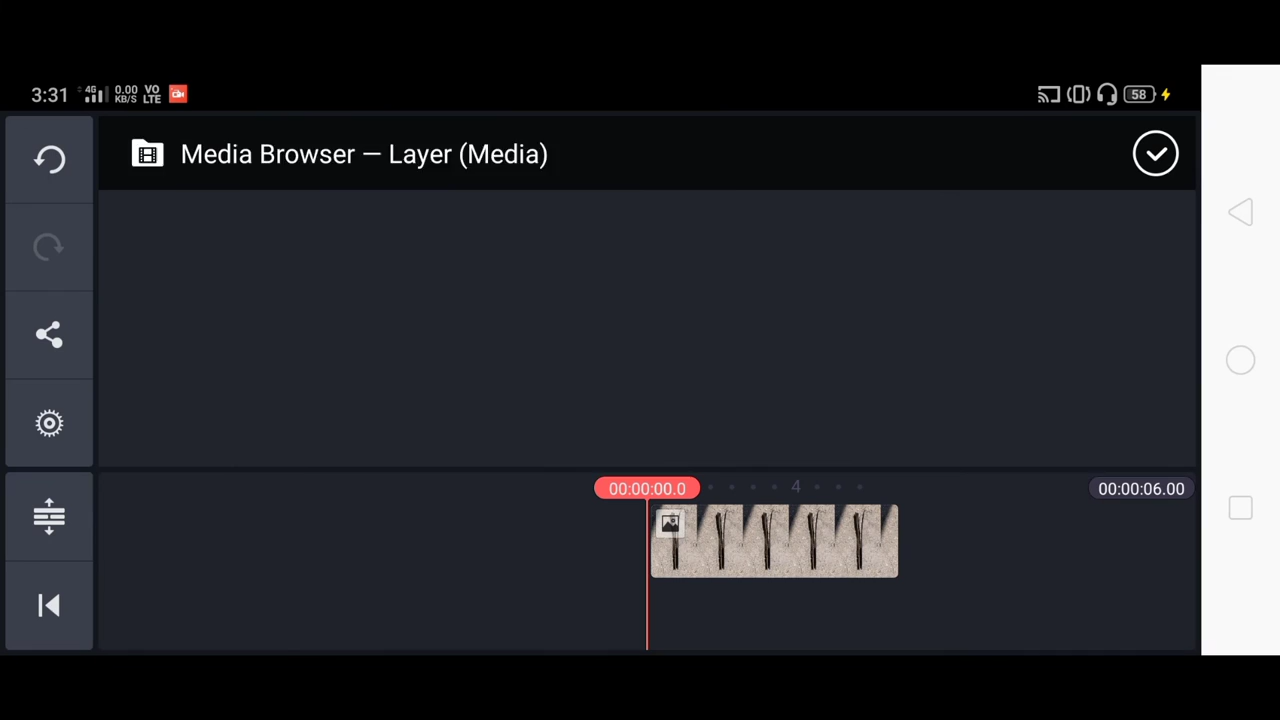 3:31 4G 0.00 KB/S VO LTE 58
Media Browser — Layer (Media)
00:00:00.0 4 00:00:06.00